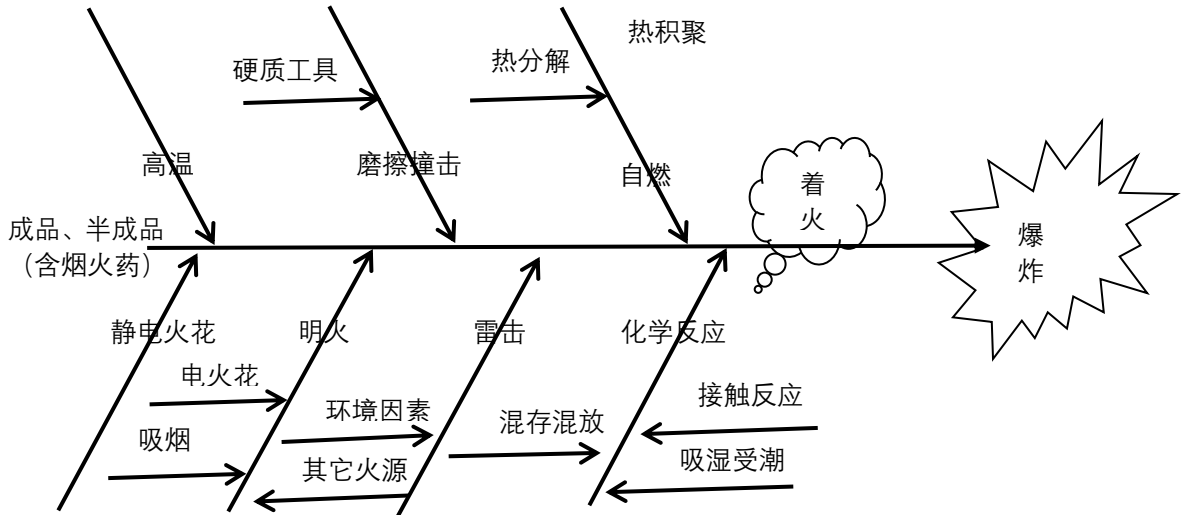 热积聚
热分解
硬质工具
高温
磨擦撞击
自燃
着
火
成品、半成品
（含烟火药）
爆
炸
静电火花
明火
雷击
化学反应
电火花
环境因素
接触反应
吸烟
混存混放
其它火源
吸湿受潮